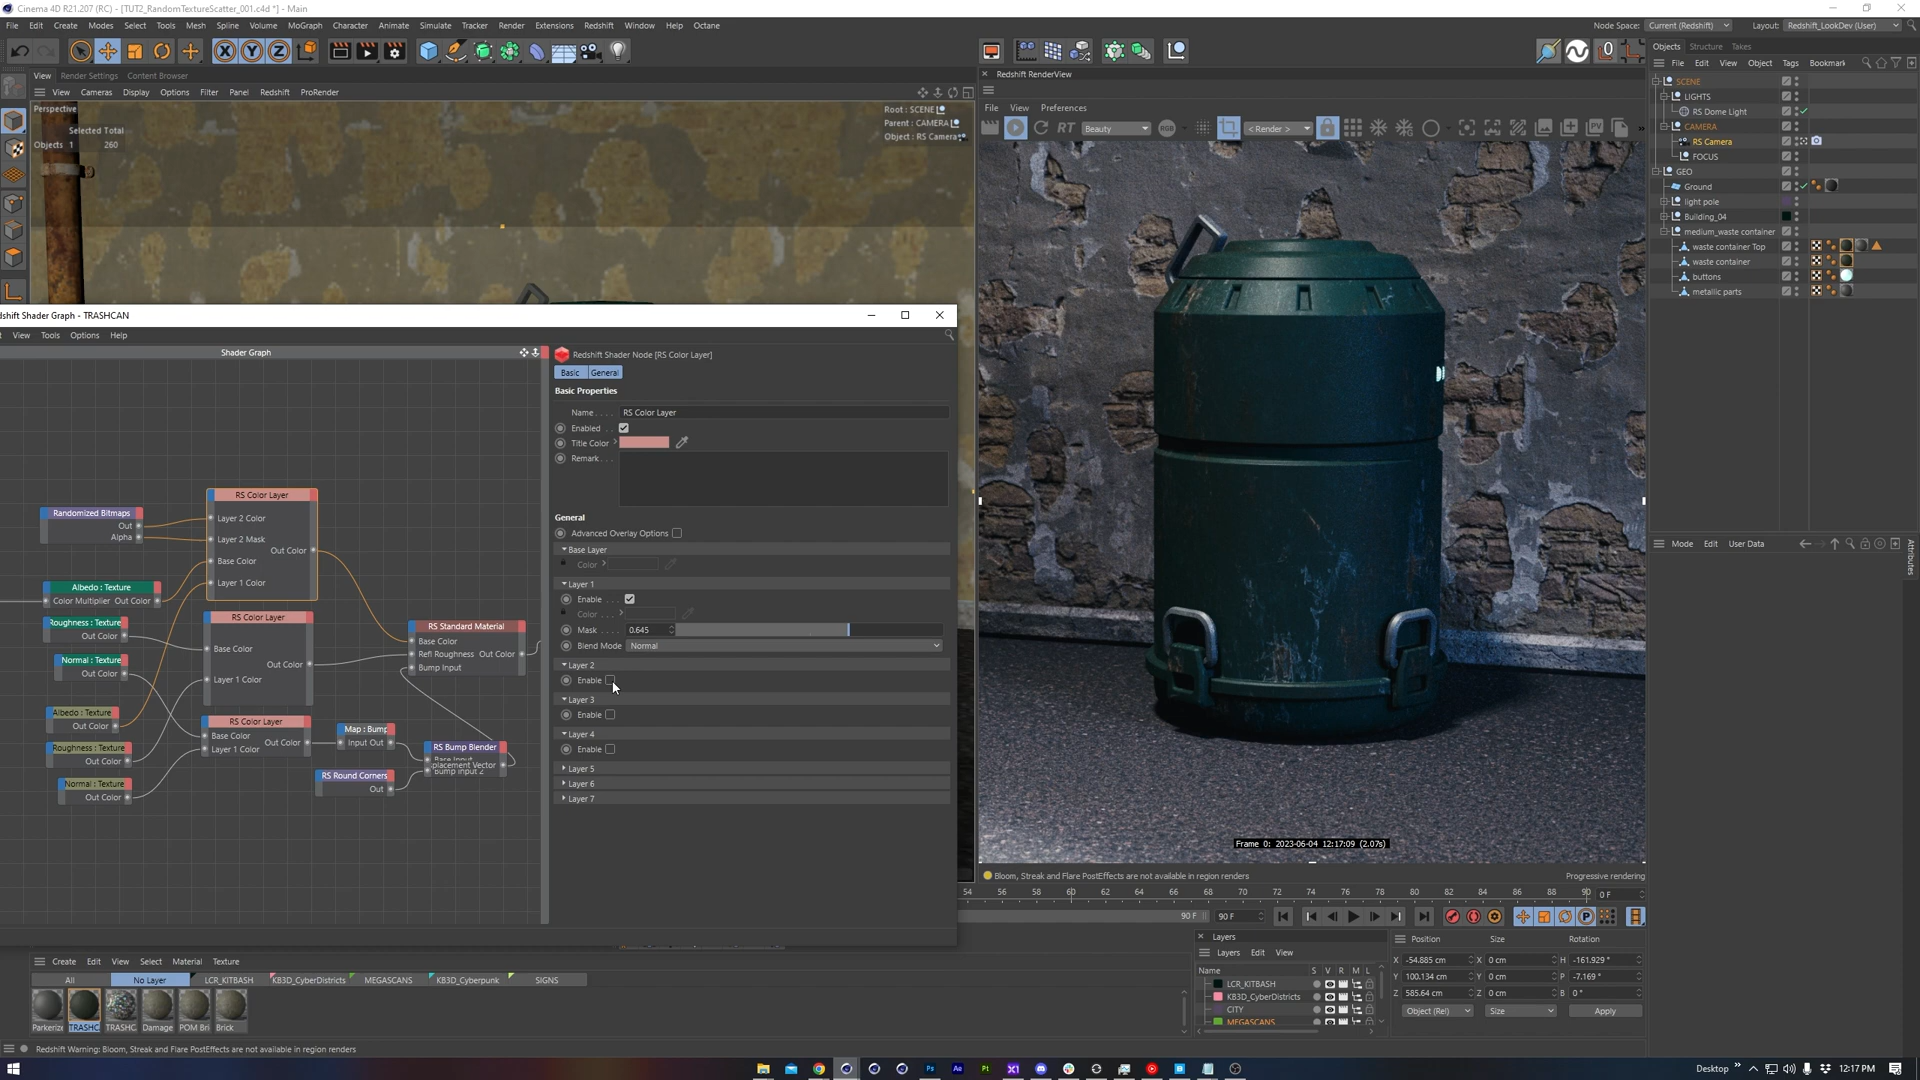 Cinema 4D R21.207 (RC) - [TUT2_RandomTextureScatter_001.c4d *] - Main
File Edit Create Modes Select Tools Mesh Spline Volume MoGraph Character Animate Simulate Tracker Render Extensions Redshift Window Help Octane
Node Space: Current (Redshift) Layout: Redshift_LookDev (User)
View Render Settings Content Browser
View Cameras Display Options Filter Panel Redshift ProRender
Perspective
Selected Total
Objects 1 260
Root : SCENE
Parent : CAMERA
Object : RS Camera
Redshift RenderView
File View Preferences
RT Beauty RGB < Render >
Objects Structure Takes
File Edit View Object Tags Bookmark
SCENE
LIGHTS
RS Dome Light
CAMERA
RS Camera
FOCUS
GEO
Ground
light pole
Building_04
medium_waste container
waste container Top
waste container
buttons
metallic parts
Mode Edit User Data
Attributes
dshift Shader Graph - TRASHCAN
View Tools Options
Shader Graph
RS Color Layer
Layer 2 Color
Layer 2 Mask
Out Color
Base Color
Layer 1 Color
Randomized Bitmaps
Out
Alpha
Albedo : Texture
Color Multiplier Out Color
Roughness : Texture
Out Color
Normal : Texture
Out Color
RS Color Layer
Base Color
Out Color
Layer 1 Color
RS Standard Material
Base Color
Refl Roughness Out Color
Bump Input
Albedo : Texture
Out Color
Roughness : Texture
Out Color
Normal : Texture
Out Color
RS Color Layer
Base Color
Out Color
Layer 1 Color
Map : Bump
Input Out
RS Round Corners
Out
RS Bump Blender
Base Input
placement Vector
Bump Input 2
Redshift Shader Node [RS Color Layer]
Basic General
Basic Properties
Name . . . . RS Color Layer
Enabled . .
Title Color
Remark . . .
General
Advanced Overlay Options
Base Layer
Color
Layer 1
Enable . . .
Color . . .
Mask . . . . 0.645
Blend Mode Normal
Layer 2
Enable
Layer 3
Enable
Layer 4
Enable
Layer 5
Layer 6
Layer 7
Frame 0: 2023-06-04 12:17:09 (2.07s)
Bloom, Streak and Flare PostEffects are not available in region renders Progressive rendering
54 56 58 60 62 64 66 68 70 72 74 76 78 80 82 84 86 88 90 0 F
90 F 90 F
Layers
Layers Edit View
Name S V R M L
LCR_KITBASH
KB3D_CyberDistricts
CITY
MEGASCANS
Position Size Rotation
X -54.885 cm X 0 cm H -161.929 °
Y 100.134 cm Y 0 cm P -7.169 °
Z 585.64 cm Z 0 cm B 0 °
Object (Rel) Size Apply
Create Edit View Select Material Texture
All No Layer LCR_KITBASH KB3D_CyberDistricts MEGASCANS KB3D_Cyberpunk SIGNS
Parkerize TRASHC TRASHC. Damage POM Bri Brick
Redshift Warning: Bloom, Streak and Flare PostEffects are not available in region renders
Desktop 12:17 PM